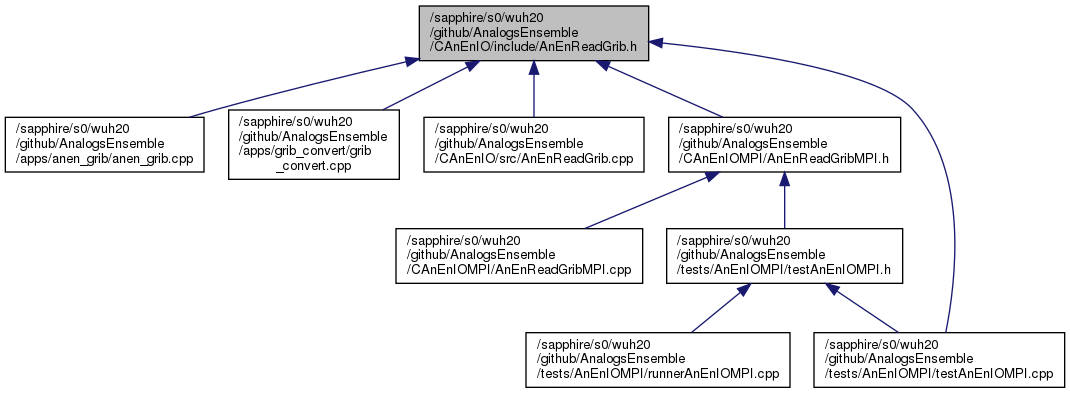 /sapphire/s0/wuh20
/github/AnalogsEnsemble
/CAnEnIO/include/AnEnReadGrib.h
/sapphire/s0/wuh20
/github/AnalogsEnsemble
/apps/anen_grib/anen_grib.cpp
/sapphire/s0/wuh20
/github/AnalogsEnsemble
/apps/grib_convert/grib
_convert.cpp
/sapphire/s0/wuh20
/github/AnalogsEnsemble
/CAnEnIO/src/AnEnReadGrib.cpp
/sapphire/s0/wuh20
/github/AnalogsEnsemble
/CAnEnIOMPI/AnEnReadGribMPI.h
/sapphire/s0/wuh20
/github/AnalogsEnsemble
/CAnEnIOMPI/AnEnReadGribMPI.cpp
/sapphire/s0/wuh20
/github/AnalogsEnsemble
/tests/AnEnIOMPI/testAnEnIOMPI.h
/sapphire/s0/wuh20
/github/AnalogsEnsemble
/tests/AnEnIOMPI/runnerAnEnIOMPI.cpp
/sapphire/s0/wuh20
/github/AnalogsEnsemble
/tests/AnEnIOMPI/testAnEnIOMPI.cpp